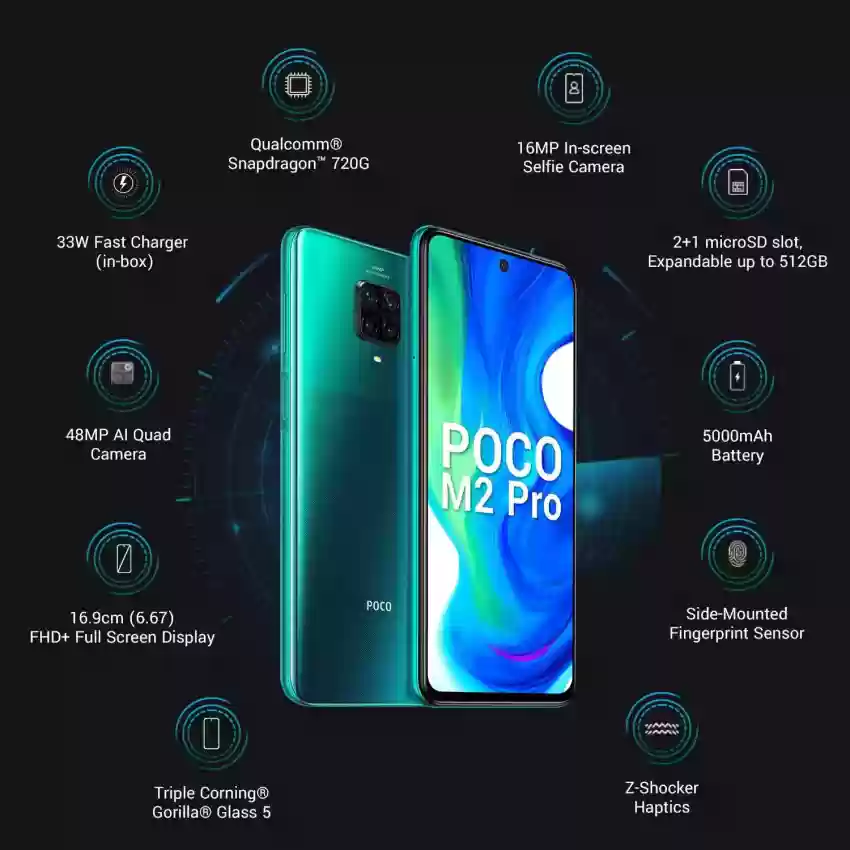 Qualcomm®
Snapdragon™ 720G
16MP In-screen
Selfie Camera
33W Fast Charger
(in-box)
2+1 microSD slot,
Expandable up to 512GB
48MP AI Quad
Camera
5000mAh
Battery
POCO
M2 Pro
POCO
16.9cm (6.67)
FHD+ Full Screen Display
Side-Mounted
Fingerprint Sensor
Triple Corning®
Gorilla® Glass 5
Z-Shocker
Haptics